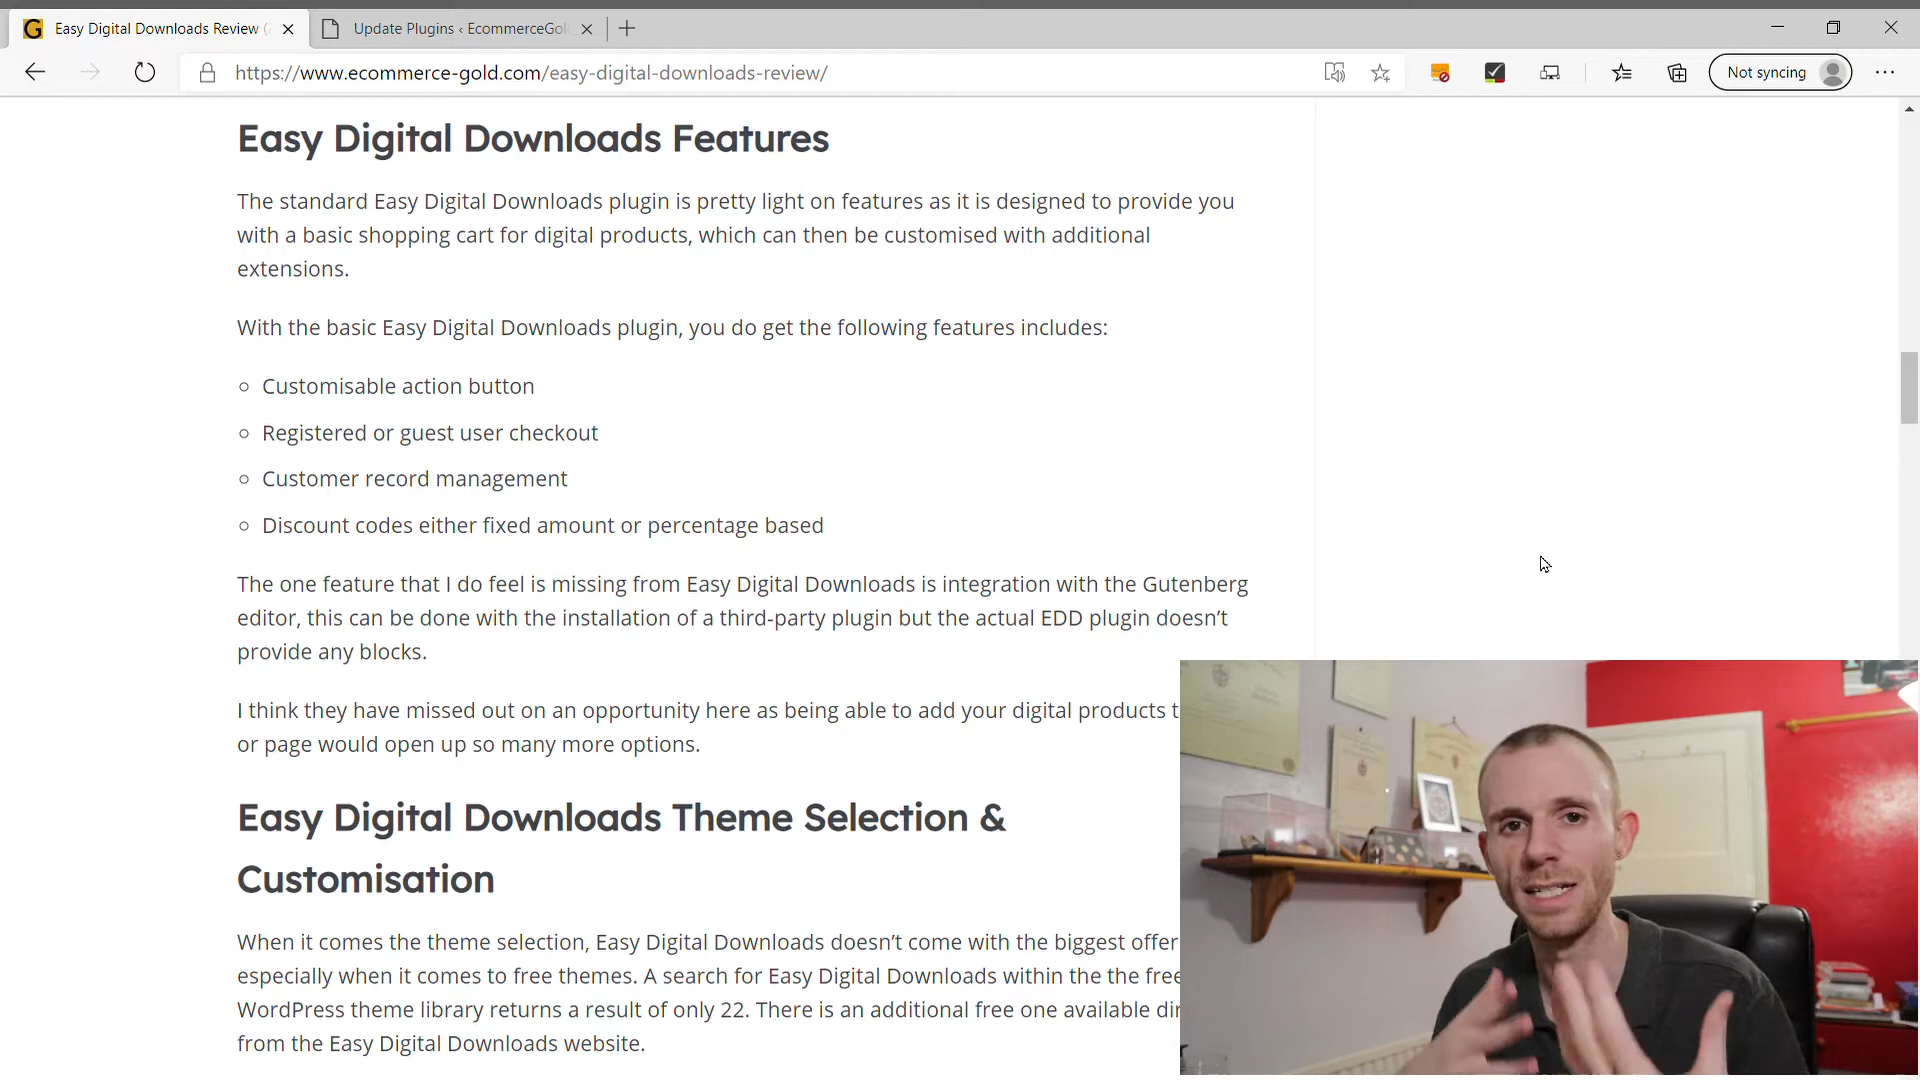 Easy Digital Downloads Review (
Update Plugins ‹ EcommerceGol
https://www.ecommerce-gold.com/easy-digital-downloads-review/
Not syncing
Easy Digital Downloads Features
The standard Easy Digital Downloads plugin is pretty light on features as it is designed to provide you
with a basic shopping cart for digital products, which can then be customised with additional
extensions.
With the basic Easy Digital Downloads plugin, you do get the following features includes:
Customisable action button
Registered or guest user checkout
Customer record management
Discount codes either fixed amount or percentage based
The one feature that I do feel is missing from Easy Digital Downloads is integration with the Gutenberg
editor, this can be done with the installation of a third-party plugin but the actual EDD plugin doesn’t
provide any blocks.
I think they have missed out on an opportunity here as being able to add your digital products t
or page would open up so many more options.
Easy Digital Downloads Theme Selection &
Customisation
When it comes the theme selection, Easy Digital Downloads doesn’t come with the biggest offer
especially when it comes to free themes. A search for Easy Digital Downloads within the the free
WordPress theme library returns a result of only 22. There is an additional free one available di
from the Easy Digital Downloads website.